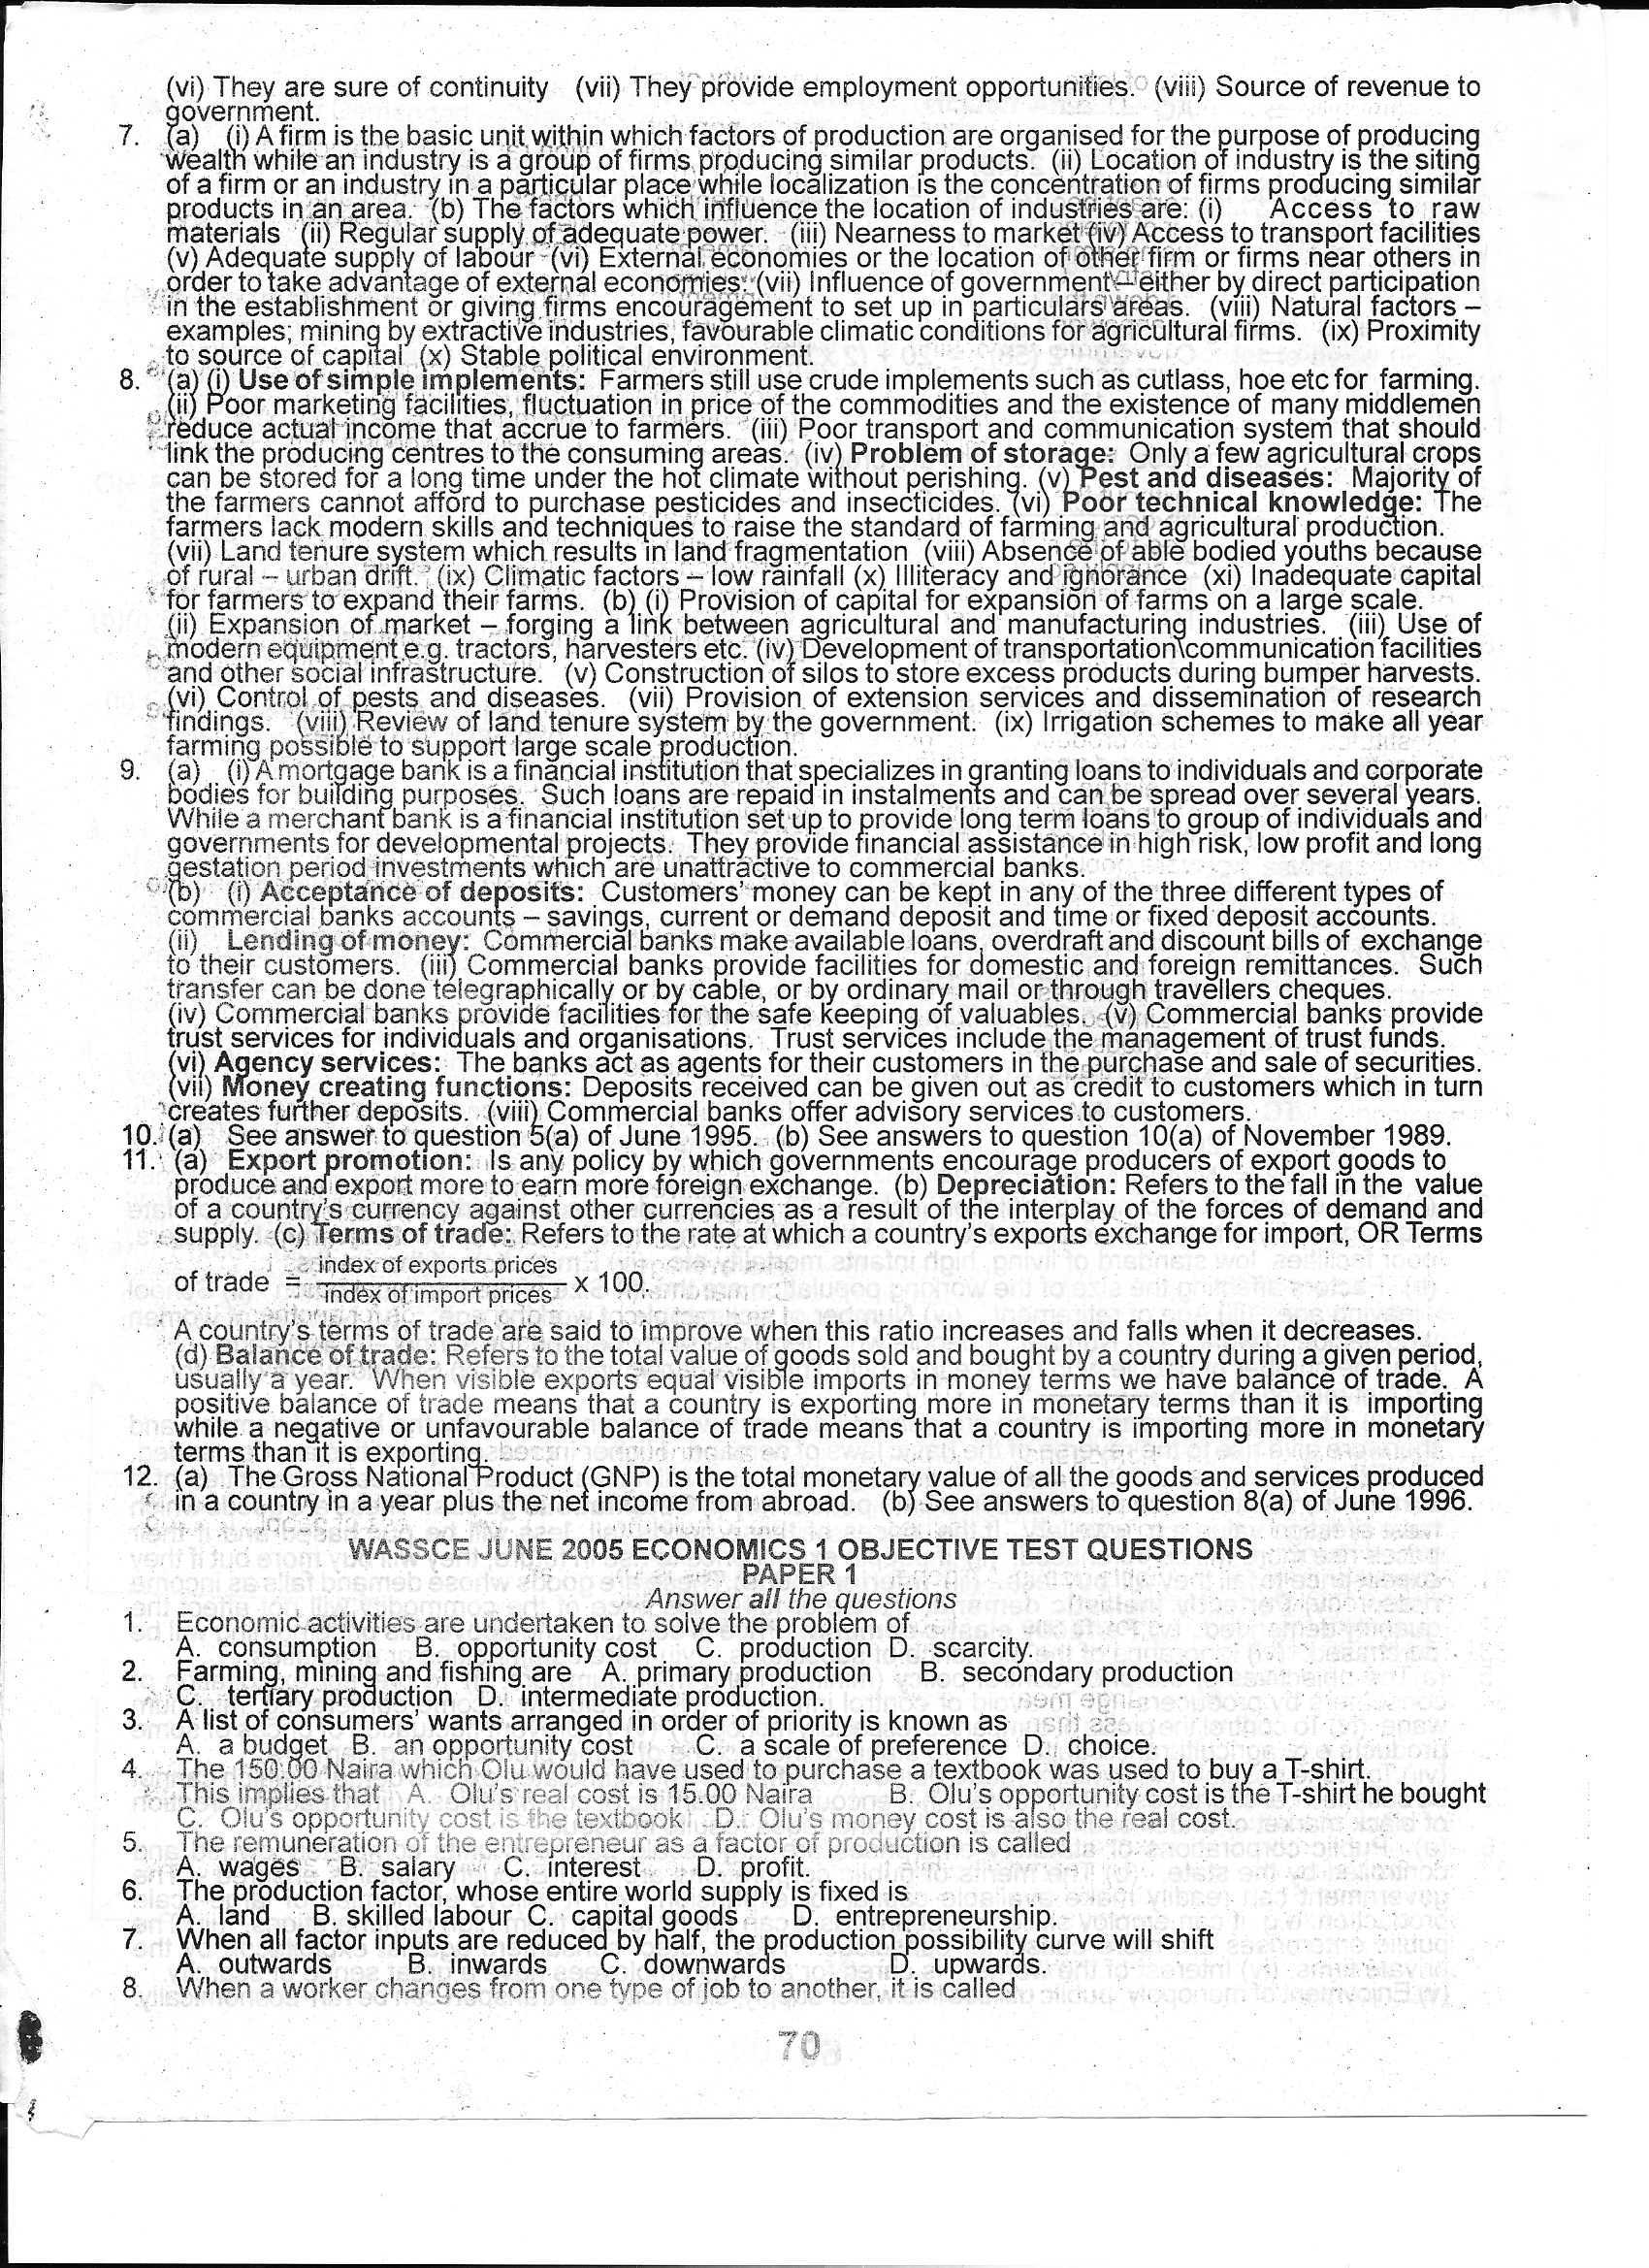 (vi) They are sure of continuity (vii) They provide employment opportunities. (viii) Source of revenue to
government.
7. (a) (i) A firm is the basic unit within which factors of production are organised for the purpose of producing
wealth while an industry is a group of firms producing similar products. (ii) Location of industry is the siting
of a firm or an industry in a particular place while localization is the concentration of firms producing similar
products in an area. (b) The factors which influence the location of industries are: (i) Access to raw
materials (ii) Regular supply of adequate power. (iii) Nearness to market (iv) Access to transport facilities
(v) Adequate supply of labour (vi) External economies or the location of other firm or firms near others in
order to take advantage of external economies: (vii) Influence of government – either by direct participation
in the establishment or giving firms encouragement to set up in particulars areas. (viii) Natural factors –
examples; mining by extractive industries, favourable climatic conditions for agricultural firms. (ix) Proximity
to source of capital (x) Stable political environment.
8. (a) (i) Use of simple implements: Farmers still use crude implements such as cutlass, hoe etc for farming.
(ii) Poor marketing facilities, fluctuation in price of the commodities and the existence of many middlemen
reduce actual income that accrue to farmers. (iii) Poor transport and communication system that should
link the producing centres to the consuming areas. (iv) Problem of storage: Only a few agricultural crops
can be stored for a long time under the hot climate without perishing. (v) Pest and diseases: Majority of
the farmers cannot afford to purchase pesticides and insecticides. (vi) Poor technical knowledge: The
farmers lack modern skills and techniques to raise the standard of farming and agricultural production.
(vii) Land tenure system which results in land fragmentation (viii) Absence of able bodied youths because
of rural – urban drift. (ix) Climatic factors – low rainfall (x) Illiteracy and ignorance (xi) Inadequate capital
for farmers to expand their farms. (b) (i) Provision of capital for expansion of farms on a large scale.
(ii) Expansion of market – forging a link between agricultural and manufacturing industries. (iii) Use of
modern equipment e.g. tractors, harvesters etc. (iv) Development of transportation\communication facilities
and other social infrastructure. (v) Construction of silos to store excess products during bumper harvests.
(vi) Control of pests and diseases. (vii) Provision of extension services and dissemination of research
findings. (viii) Review of land tenure system by the government. (ix) Irrigation schemes to make all year
farming possible to support large scale production.
9. (a) (i) A mortgage bank is a financial institution that specializes in granting loans to individuals and corporate
bodies for building purposes. Such loans are repaid in instalments and can be spread over several years.
While a merchant bank is a financial institution set up to provide long term loans to group of individuals and
governments for developmental projects. They provide financial assistance in high risk, low profit and long
gestation period investments which are unattractive to commercial banks.
(b) (i) Acceptance of deposits: Customers' money can be kept in any of the three different types of
commercial banks accounts – savings, current or demand deposit and time or fixed deposit accounts.
(ii) Lending of money: Commercial banks make available loans, overdraft and discount bills of exchange
to their customers. (iii) Commercial banks provide facilities for domestic and foreign remittances. Such
transfer can be done telegraphically or by cable, or by ordinary mail or through travellers cheques.
(iv) Commercial banks provide facilities for the safe keeping of valuables. (v) Commercial banks provide
trust services for individuals and organisations. Trust services include the management of trust funds.
(vi) Agency services: The banks act as agents for their customers in the purchase and sale of securities.
(vii) Money creating functions: Deposits received can be given out as credit to customers which in turn
creates further deposits. (viii) Commercial banks offer advisory services to customers.
10. (a) See answer to question 5(a) of June 1995. (b) See answers to question 10(a) of November 1989.
11. (a) Export promotion: Is any policy by which governments encourage producers of export goods to
produce and export more to earn more foreign exchange. (b) Depreciation: Refers to the fall in the value
of a country's currency against other currencies as a result of the interplay of the forces of demand and
supply. (c) Terms of trade: Refers to the rate at which a country's exports exchange for import, OR Terms
of trade = index of exports prices / index of import prices x 100.
A country's terms of trade are said to improve when this ratio increases and falls when it decreases.
(d) Balance of trade: Refers to the total value of goods sold and bought by a country during a given period,
usually a year. When visible exports equal visible imports in money terms we have balance of trade. A
positive balance of trade means that a country is exporting more in monetary terms than it is importing
while a negative or unfavourable balance of trade means that a country is importing more in monetary
terms than it is exporting.
12. (a) The Gross National Product (GNP) is the total monetary value of all the goods and services produced
in a country in a year plus the net income from abroad. (b) See answers to question 8(a) of June 1996.
WASSCE JUNE 2005 ECONOMICS 1 OBJECTIVE TEST QUESTIONS
PAPER 1
Answer all the questions
1. Economic activities are undertaken to solve the problem of
A. consumption B. opportunity cost C. production D. scarcity.
2. Farming, mining and fishing are A. primary production B. secondary production
C. tertiary production D. intermediate production.
3. A list of consumers' wants arranged in order of priority is known as
A. a budget B. an opportunity cost C. a scale of preference D. choice.
4. The 150.00 Naira which Olu would have used to purchase a textbook was used to buy a T-shirt.
This implies that A. Olu's real cost is 15.00 Naira B. Olu's opportunity cost is the T-shirt he bought
C. Olu's opportunity cost is the textbook D. Olu's money cost is also the real cost.
5. The remuneration of the entrepreneur as a factor of production is called
A. wages B. salary C. interest D. profit.
6. The production factor, whose entire world supply is fixed is
A. land B. skilled labour C. capital goods D. entrepreneurship.
7. When all factor inputs are reduced by half, the production possibility curve will shift
A. outwards B. inwards C. downwards D. upwards.
8. When a worker changes from one type of job to another, it is called
70